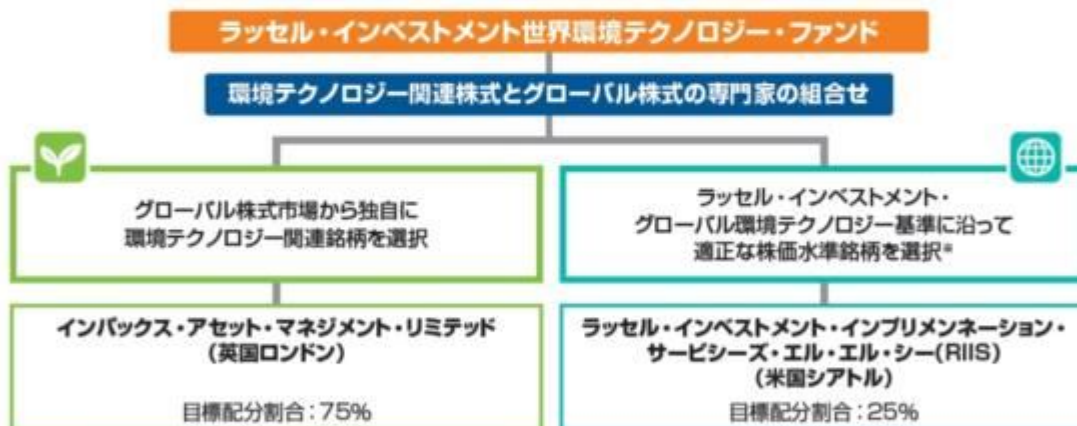 ラッセル・インベストメント世界環境テクノロジー・ファンド
環境テクノロジー関連株式とグローバル株式の専門家の組合せ
グローバル株式市場から独自に
環境テクノロジー関連銘柄を選択
ラッセル・インベストメント・
グローバル環境テクノロジー基準に沿って
適正な株価水準銘柄を選択※
インパックス・アセット・マネジメント・リミテッド
(英国ロンドン)
目標配分割合：75%
ラッセル・インベストメント・インプリメンネーション・
サービシーズ・エル・エル・シー(RIIS)
(米国シアトル)
目標配分割合：25%